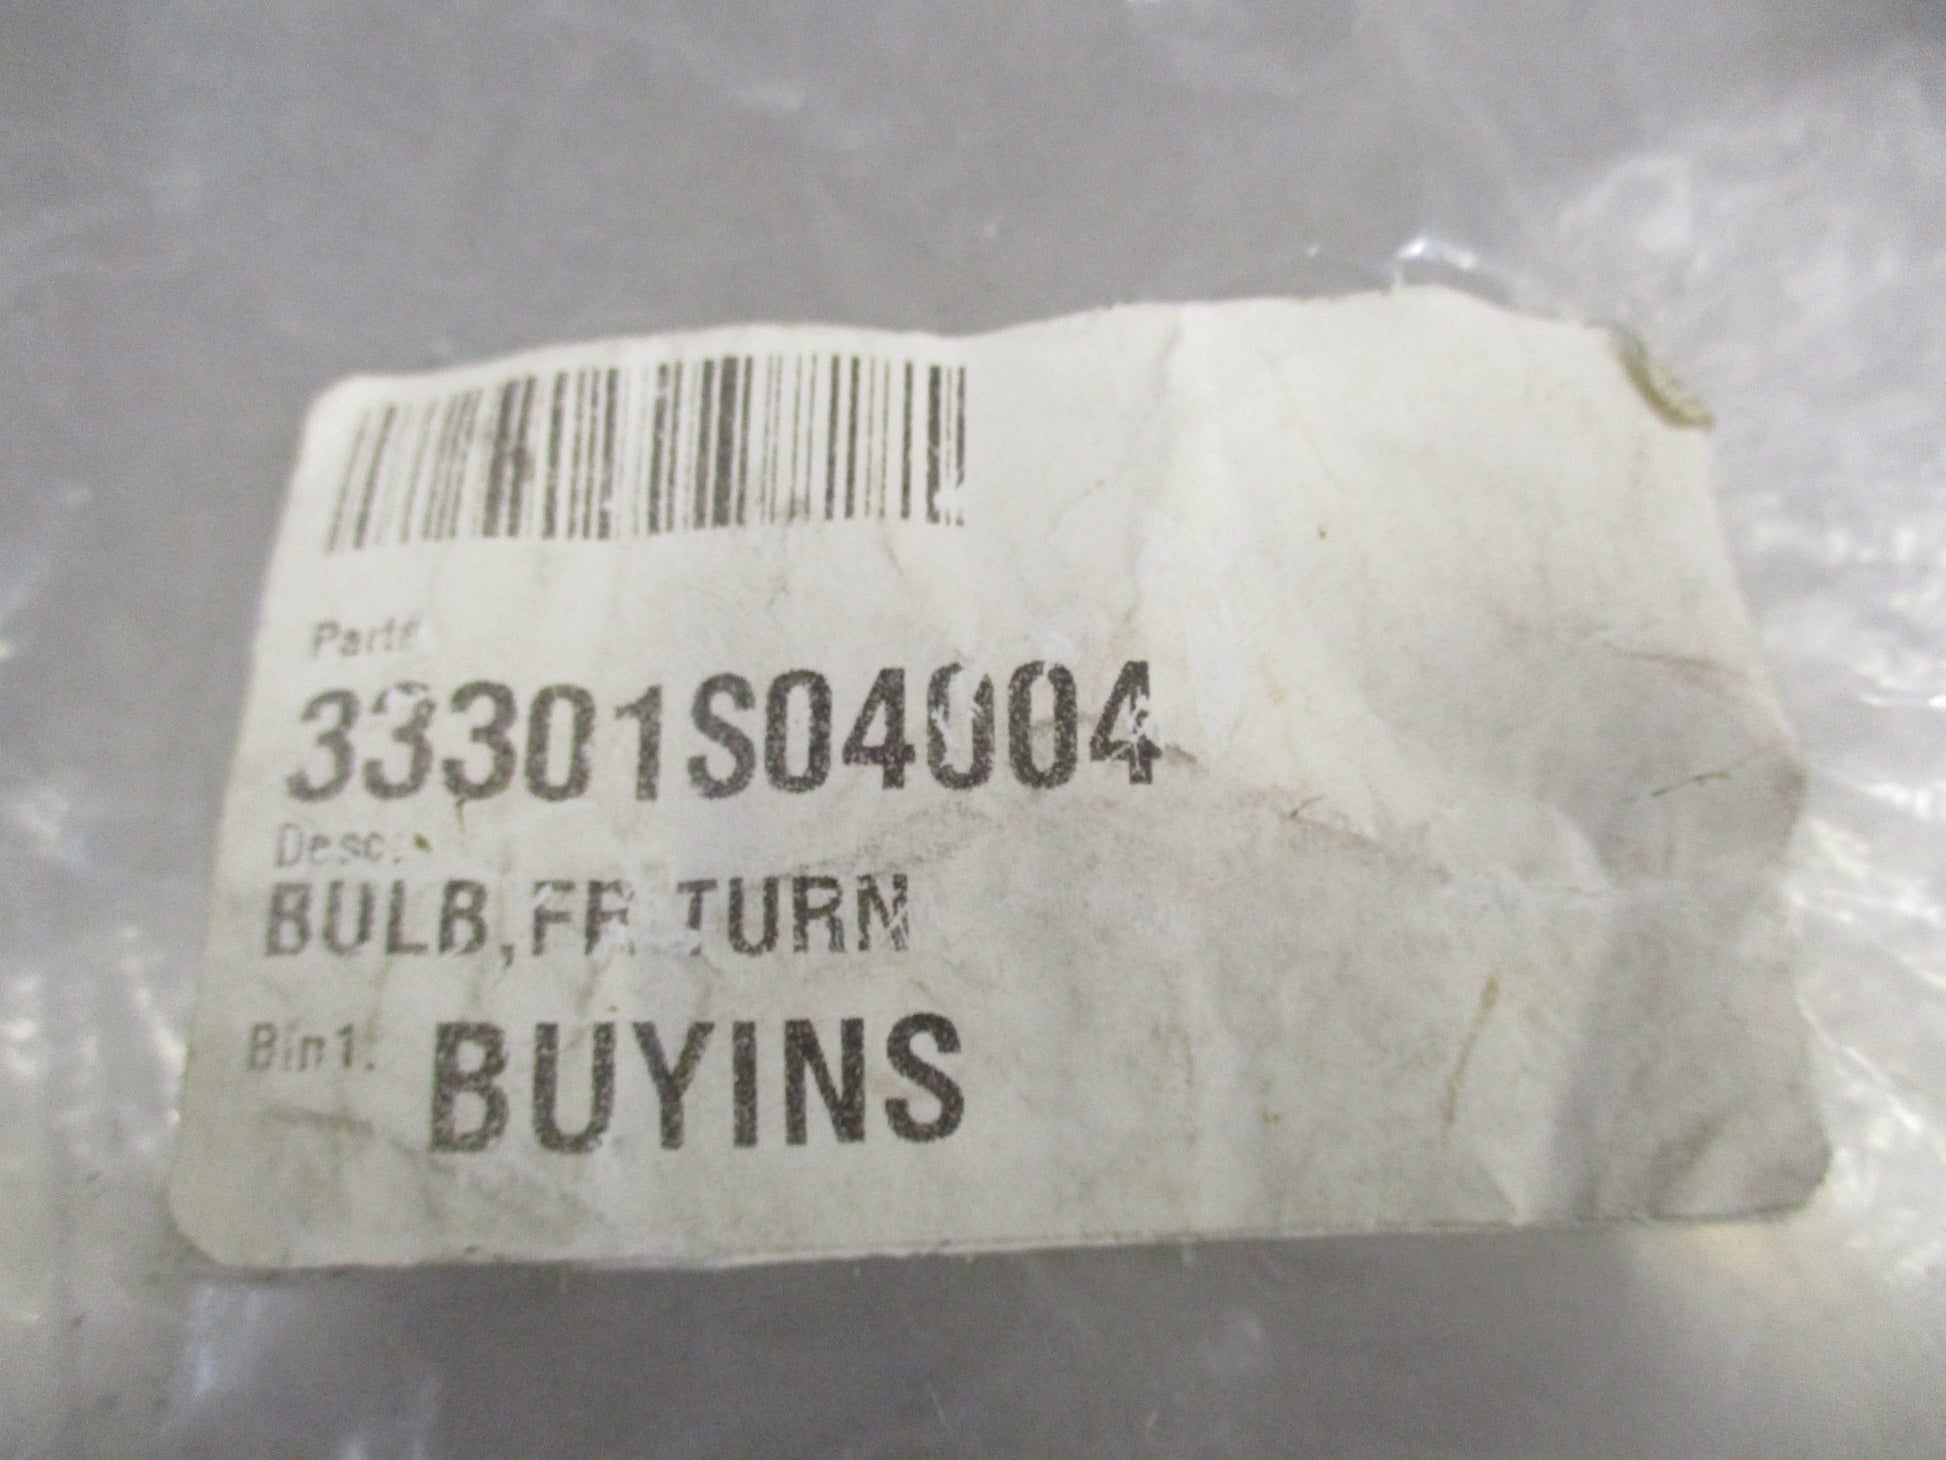 Part#
33301S04004
Desc:
BULB,FR TURN
Bin1: BUYINS